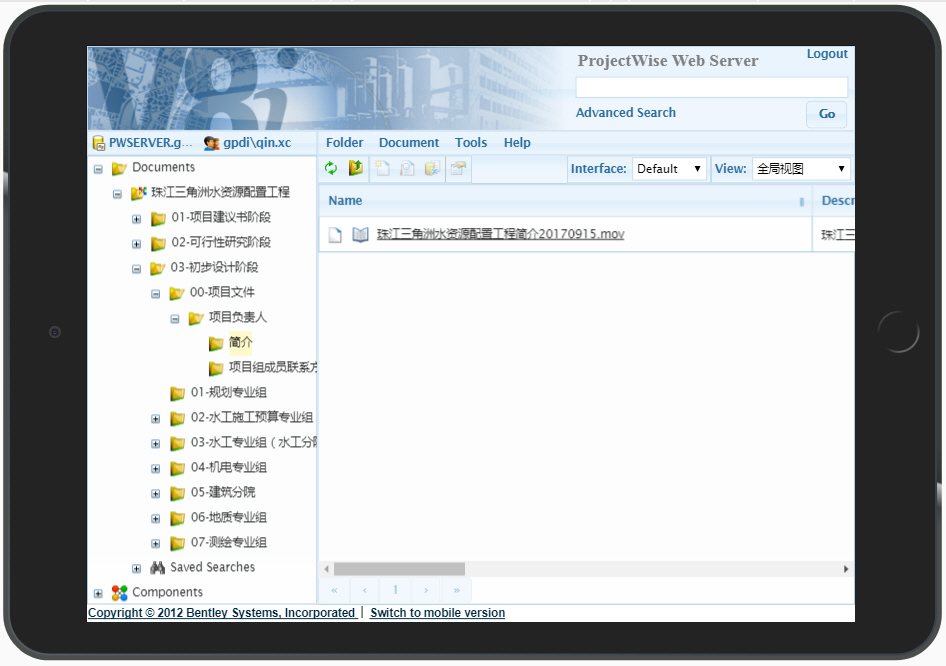 ProjectWise Web Server
Logout
Advanced Search
Go
PWSERVER.g...
gpdi\qin.xc
Folder
Document
Tools
Help
Interface:
Default
View:
全局视图
Documents
珠江三角洲水资源配置工程
01-项目建议书阶段
02-可行性研究阶段
03-初步设计阶段
00-项目文件
项目负责人
简介
项目组成员联系方
01-规划专业组
02-水工施工预算专业组
03-水工专业组（水工分
04-机电专业组
05-建筑分院
06-地质专业组
07-测绘专业组
Saved Searches
Components
Name
Descr
珠江三角洲水资源配置工程简介20170915.mov
珠江三
« ‹ 1 › »
Copyright © 2012 Bentley Systems, Incorporated | Switch to mobile version